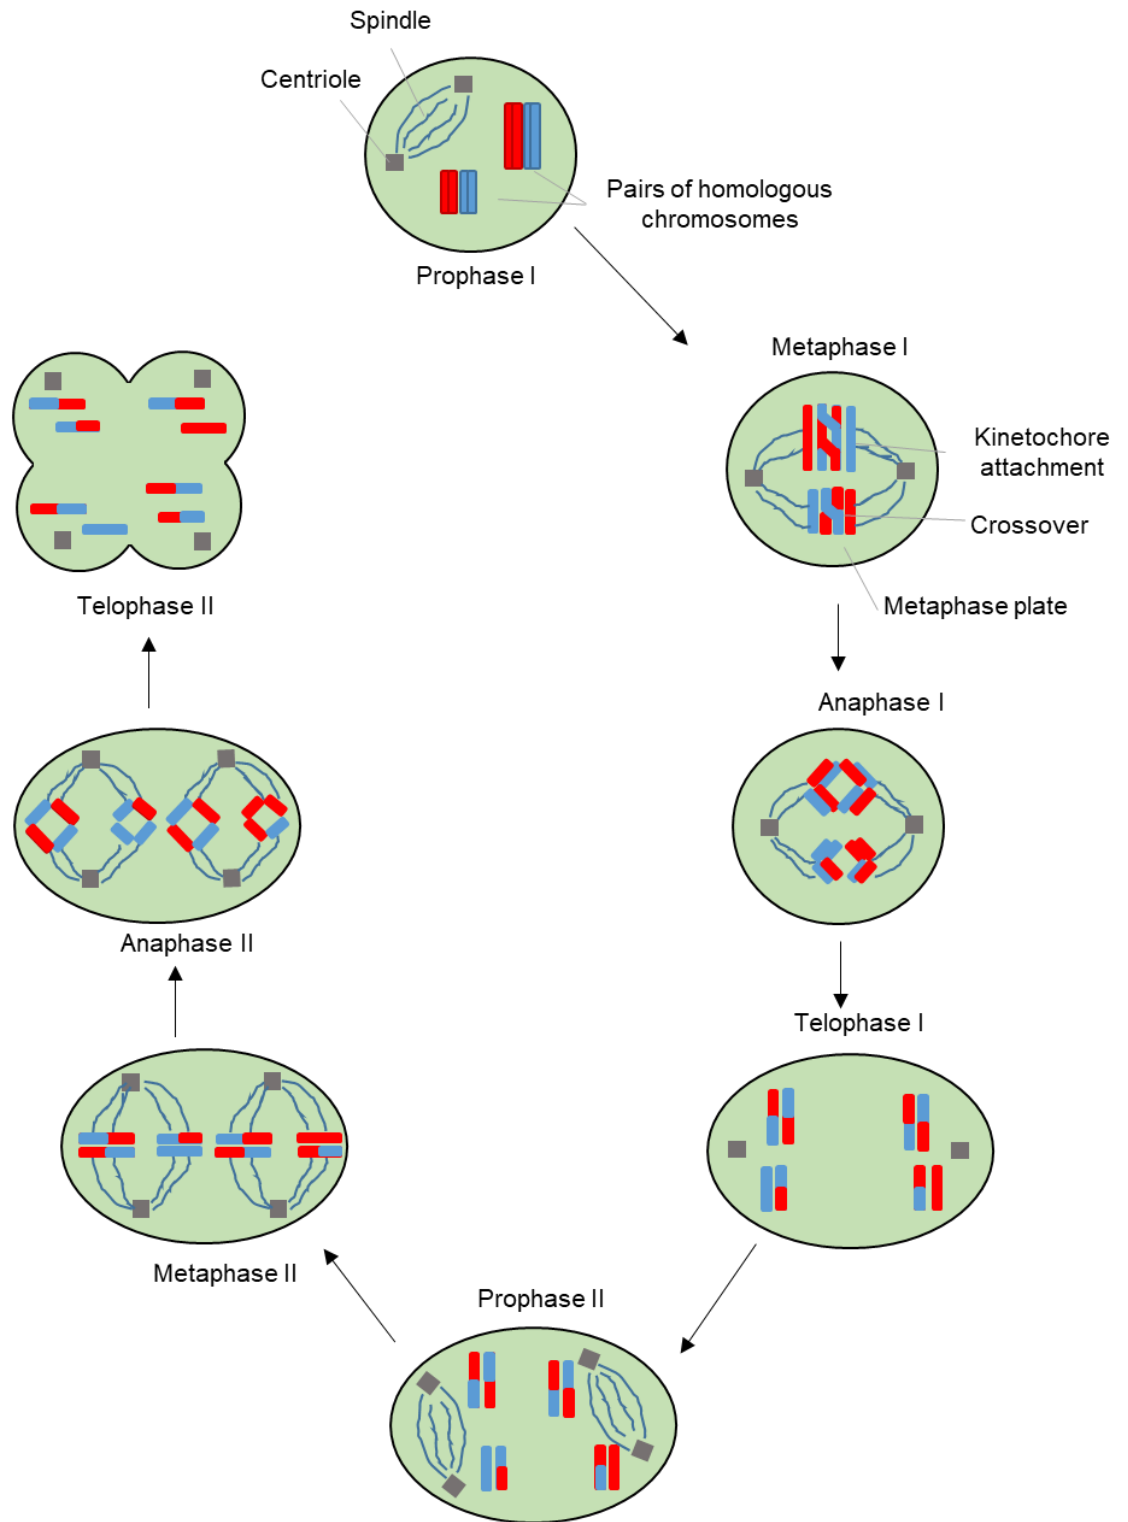 Spindle
Centriole
Pairs of homologous
chromosomes
Prophase I
Metaphase I
Kinetochore
attachment
Crossover
Metaphase plate
Anaphase I
Telophase I
Prophase II
Metaphase II
Anaphase II
Telophase II